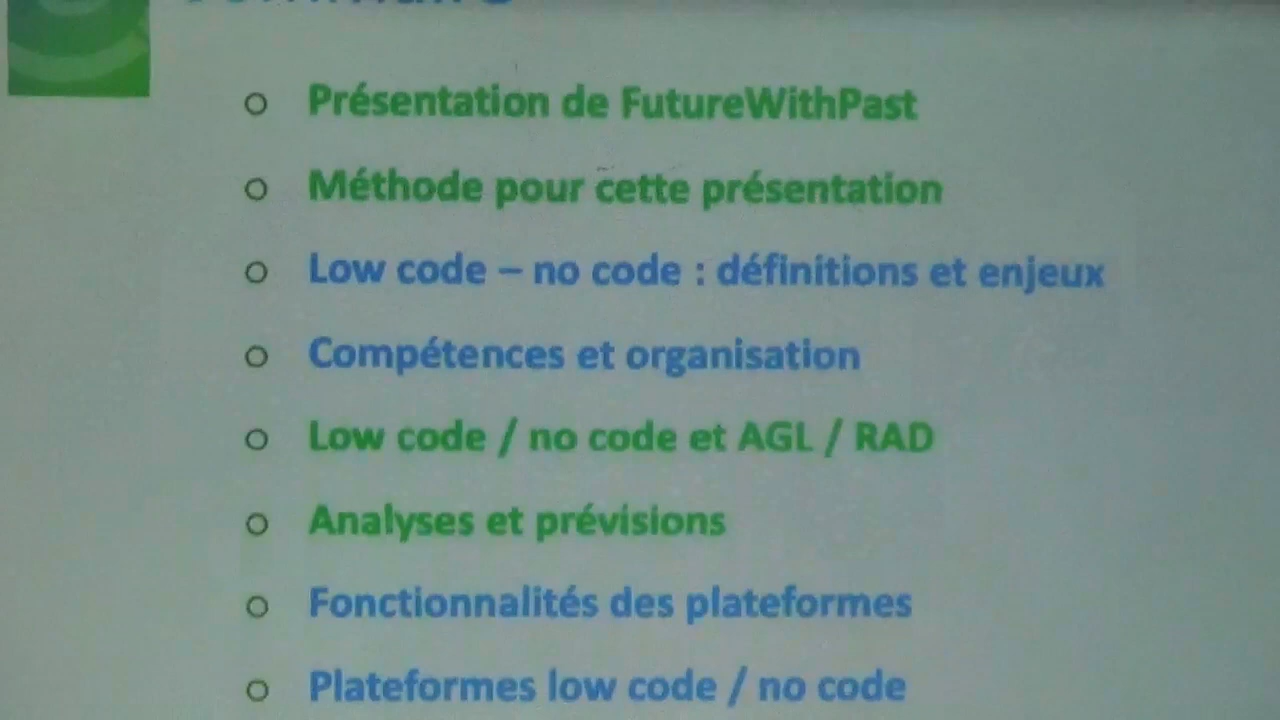 Présentation de FutureWithPast
Méthode pour cette présentation
Low code – no code : définitions et enjeux
Compétences et organisation
Low code / no code et AGL / RAD
Analyses et prévisions
Fonctionnalités des plateformes
Plateformes low code / no code